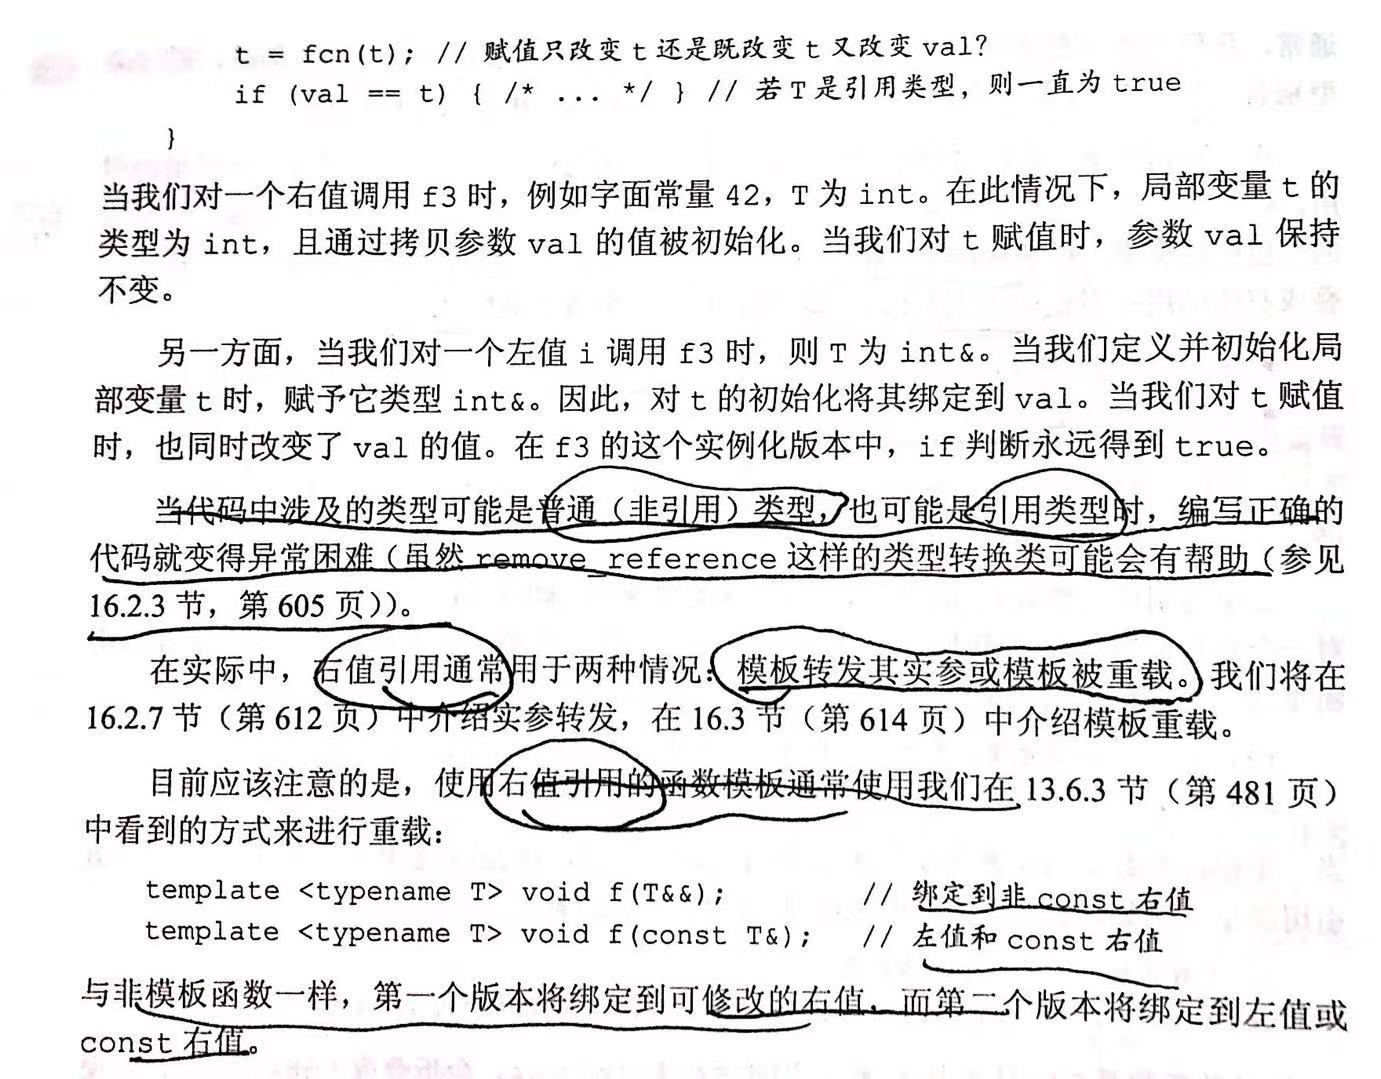 t = fcn(t); // 赋值只改变 t 还是既改变 t 又改变 val?
if (val == t) { /* ... */ } // 若 T 是引用类型，则一直为 true
}
当我们对一个右值调用 f3 时，例如字面常量 42，T 为 int。在此情况下，局部变量 t 的
类型为 int，且通过拷贝参数 val 的值被初始化。当我们对 t 赋值时，参数 val 保持
不变。
另一方面，当我们对一个左值 i 调用 f3 时，则 T 为 int&。当我们定义并初始化局
部变量 t 时，赋予它类型 int&。因此，对 t 的初始化将其绑定到 val。当我们对 t 赋值
时，也同时改变了 val 的值。在 f3 的这个实例化版本中，if 判断永远得到 true。
当代码中涉及的类型可能是普通（非引用）类型，也可能是引用类型时，编写正确的
代码就变得异常困难（虽然 remove_reference 这样的类型转换类可能会有帮助（参见
16.2.3 节，第 605 页））。
在实际中，右值引用通常用于两种情况：模板转发其实参或模板被重载。我们将在
16.2.7 节（第 612 页）中介绍实参转发，在 16.3 节（第 614 页）中介绍模板重载。
目前应该注意的是，使用右值引用的函数模板通常使用我们在 13.6.3 节（第 481 页）
中看到的方式来进行重载：
template <typename T> void f(T&&); // 绑定到非 const 右值
template <typename T> void f(const T&); // 左值和 const 右值
与非模板函数一样，第一个版本将绑定到可修改的右值，而第二个版本将绑定到左值或
const 右值。